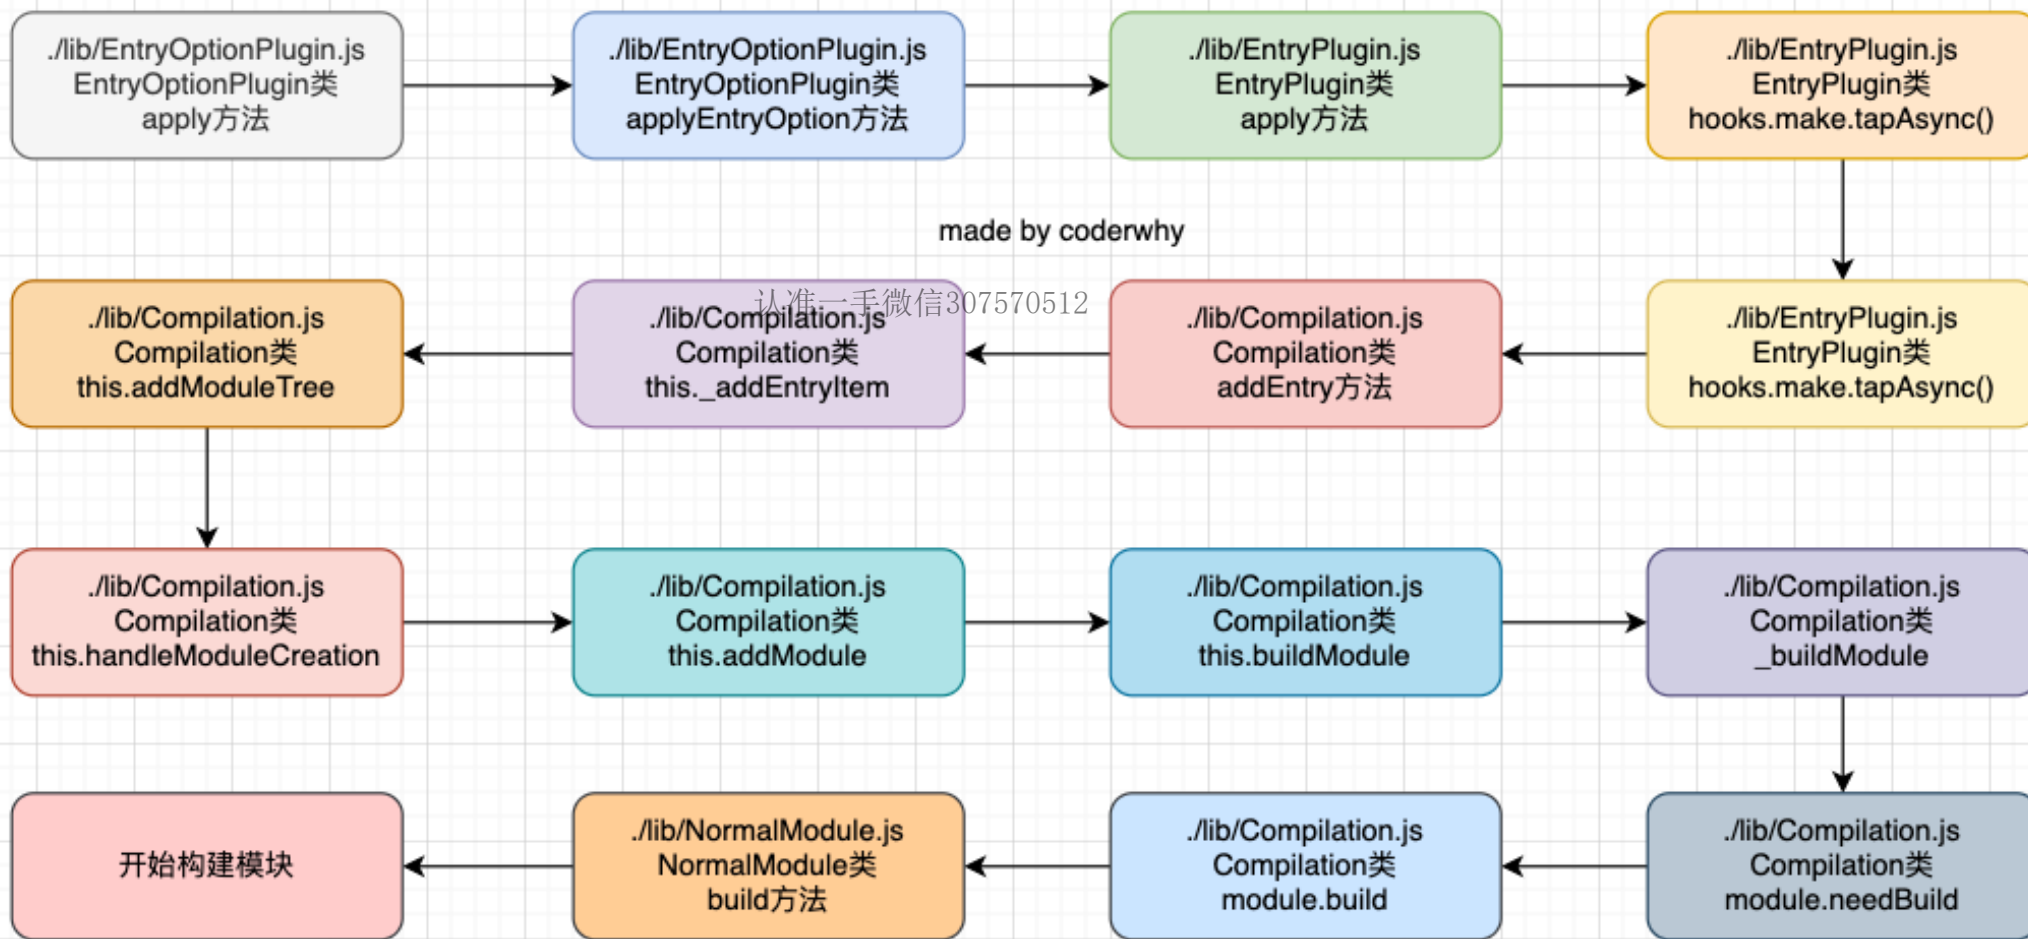 ./lib/EntryOptionPlugin.js
EntryOptionPlugin类
apply方法
./lib/EntryOptionPlugin.js
EntryOptionPlugin类
applyEntryOption方法
./lib/EntryPlugin.js
EntryPlugin类
apply方法
./lib/EntryPlugin.js
EntryPlugin类
hooks.make.tapAsync()
made by coderwhy
认准一手微信307570512
./lib/EntryPlugin.js
EntryPlugin类
hooks.make.tapAsync()
./lib/Compilation.js
Compilation类
addEntry方法
./lib/Compilation.js
Compilation类
this._addEntryItem
./lib/Compilation.js
Compilation类
this.addModuleTree
./lib/Compilation.js
Compilation类
this.handleModuleCreation
./lib/Compilation.js
Compilation类
this.addModule
./lib/Compilation.js
Compilation类
this.buildModule
./lib/Compilation.js
Compilation类
_buildModule
./lib/Compilation.js
Compilation类
module.needBuild
./lib/Compilation.js
Compilation类
module.build
./lib/NormalModule.js
NormalModule类
build方法
开始构建模块